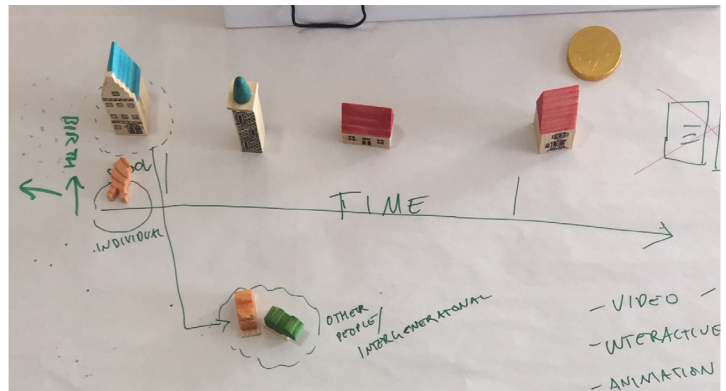 BIRTH
TIME
INDIVIDUAL
OTHER
PEOPLE/
INTERGENERATIONAL
- VIDEO -
- INTERACTIVE
- ANIMATION